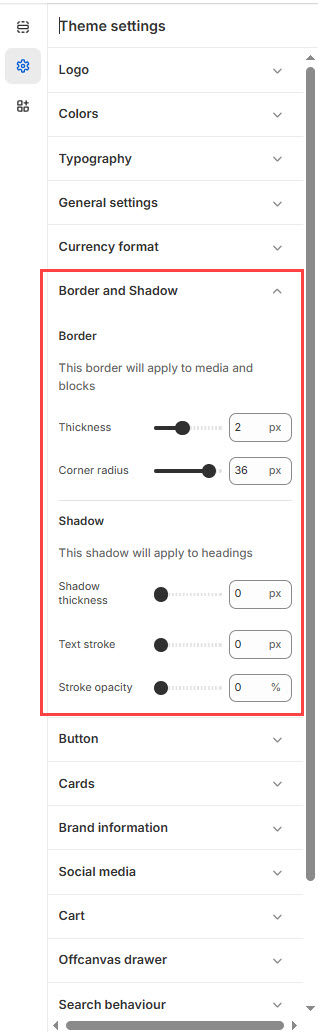 Theme settings
Logo
Colors
Typography
General settings
Currency format
Border and Shadow
Border
This border will apply to media and
blocks
Thickness 2 px
Corner radius 36 px
Shadow
This shadow will apply to headings
Shadow
thickness 0 px
Text stroke 0 px
Stroke opacity 0 %
Button
Cards
Brand information
Social media
Cart
Offcanvas drawer
Search behaviour